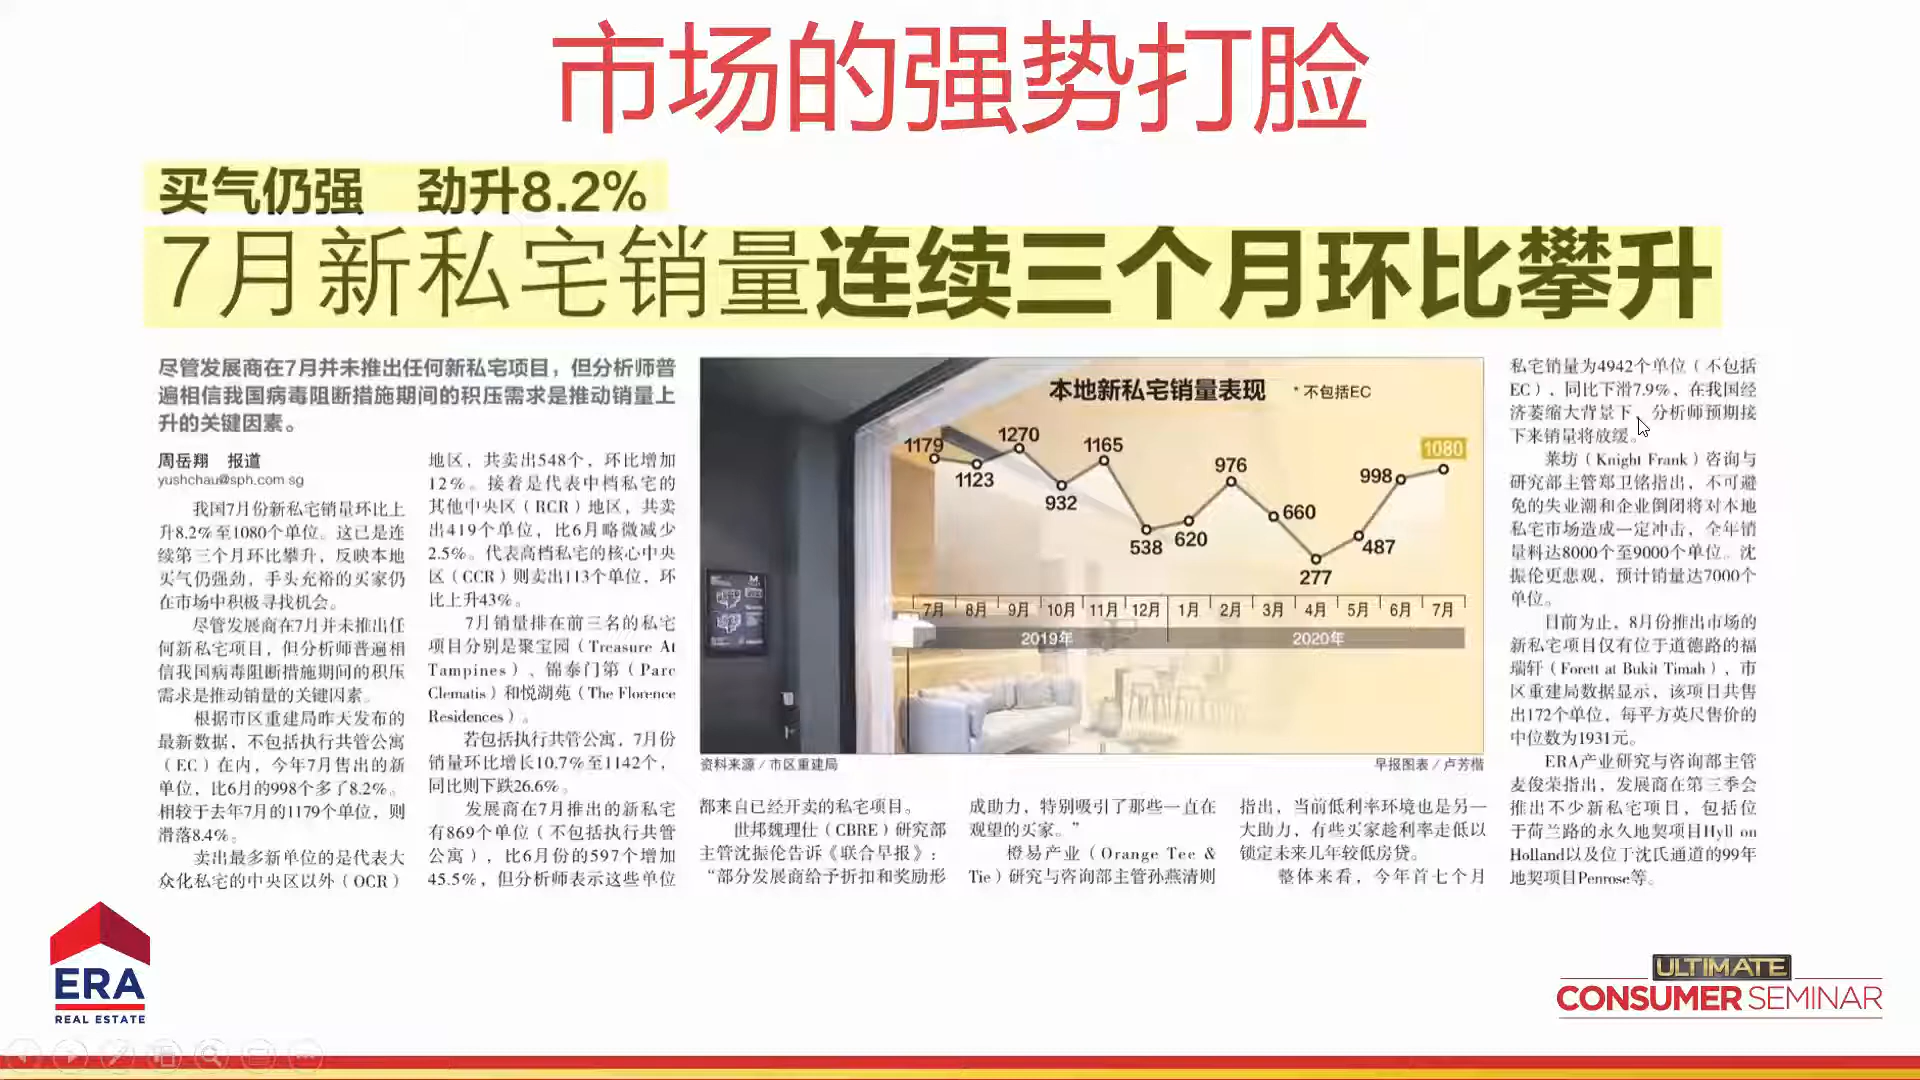 市场的强势打脸
买气仍强 劲升8.2%
7月新私宅销量连续三个月环比攀升
尽管发展商在7月并未推出任何新私宅项目，但分析师普
遍相信我国病毒阻断措施期间的积压需求是推动销量上
升的关键因素。
周岳翔 报道
yushchau@sph.com.sg
我国7月份新私宅销量环比上
升8.2%至1080个单位。这已是连
续第三个月环比攀升，反映本地
买气仍强劲，手头充裕的买家仍
在市场中积极寻找机会。
尽管发展商在7月并未推出任
何新私宅项目，但分析师普遍相
信我国病毒阻断措施期间的积压
需求是推动销量的关键因素。
根据市区重建局昨天发布的
最新数据，不包括执行共管公寓
（EC）在内，今年7月售出的新
单位，比6月的998个多了8.2%。
相较于去年7月的1179个单位，则
滑落8.4%。
卖出最多新单位的是代表大
众化私宅的中央区以外（OCR）
地区，共卖出548个，环比增加
12%。接着是代表中档私宅的
其他中央区（RCR）地区，共卖
出419个单位，比6月略微减少
2.5%。代表高档私宅的核心中央
区（CCR）则卖出113个单位，环
比上升43%。
7月销量排在前三名的私宅
项目分别是聚宝园（Treasure At
Tampines）、锦泰门第（Parc
Clematis）和悦湖苑（The Florence
Residences）。
若包括执行共管公寓，7月份
销量环比增长10.7%至1142个，
同比则下跌26.6%。
发展商在7月推出的新私宅
有869个单位（不包括执行共管
公寓），比6月份的597个增加
45.5%，但分析师表示这些单位
本地新私宅销量表现 *不包括EC
1179
1123
1270
932
1165
538
620
976
660
277
487
998
1080
7月 8月 9月 10月 11月 12月 1月 2月 3月 4月 5月 6月 7月
2019年 2020年
资料来源／市区重建局
早报图表／卢芳楷
都来自已经开卖的私宅项目。
世邦魏理仕（CBRE）研究部
主管沈振伦告诉《联合早报》：
“部分发展商给予折扣和奖励形
成助力，特别吸引了那些一直在
观望的买家。”
橙易产业（Orange Tee &
Tie）研究与咨询部主管孙燕清则
指出，当前低利率环境也是另一
大助力，有些买家趁利率走低以
锁定未来几年较低房贷。
整体来看，今年首七个月
私宅销量为4942个单位（不包括
EC），同比下滑7.9%，在我国经
济萎缩大背景下，分析师预期接
下来销量将放缓。
莱坊（Knight Frank）咨询与
研究部主管郑卫铭指出，不可避
免的失业潮和企业倒闭将对本地
私宅市场造成一定冲击，全年销
量料达8000个至9000个单位。沈
振伦更悲观，预计销量达7000个
单位。
目前为止，8月份推出市场的
新私宅项目仅有位于道德路的福
瑞轩（Forett at Bukit Timah），市
区重建局数据显示，该项目共售
出172个单位，每平方英尺售价的
中位数为1931元。
ERA产业研究与咨询部主管
麦俊荣指出，发展商在第三季会
推出不少新私宅项目，包括位
于荷兰路的永久地契项目Hyll on
Holland以及位于沈氏通道的99年
地契项目Penrose等。
ERA
REAL ESTATE
ULTIMATE
CONSUMER SEMINAR